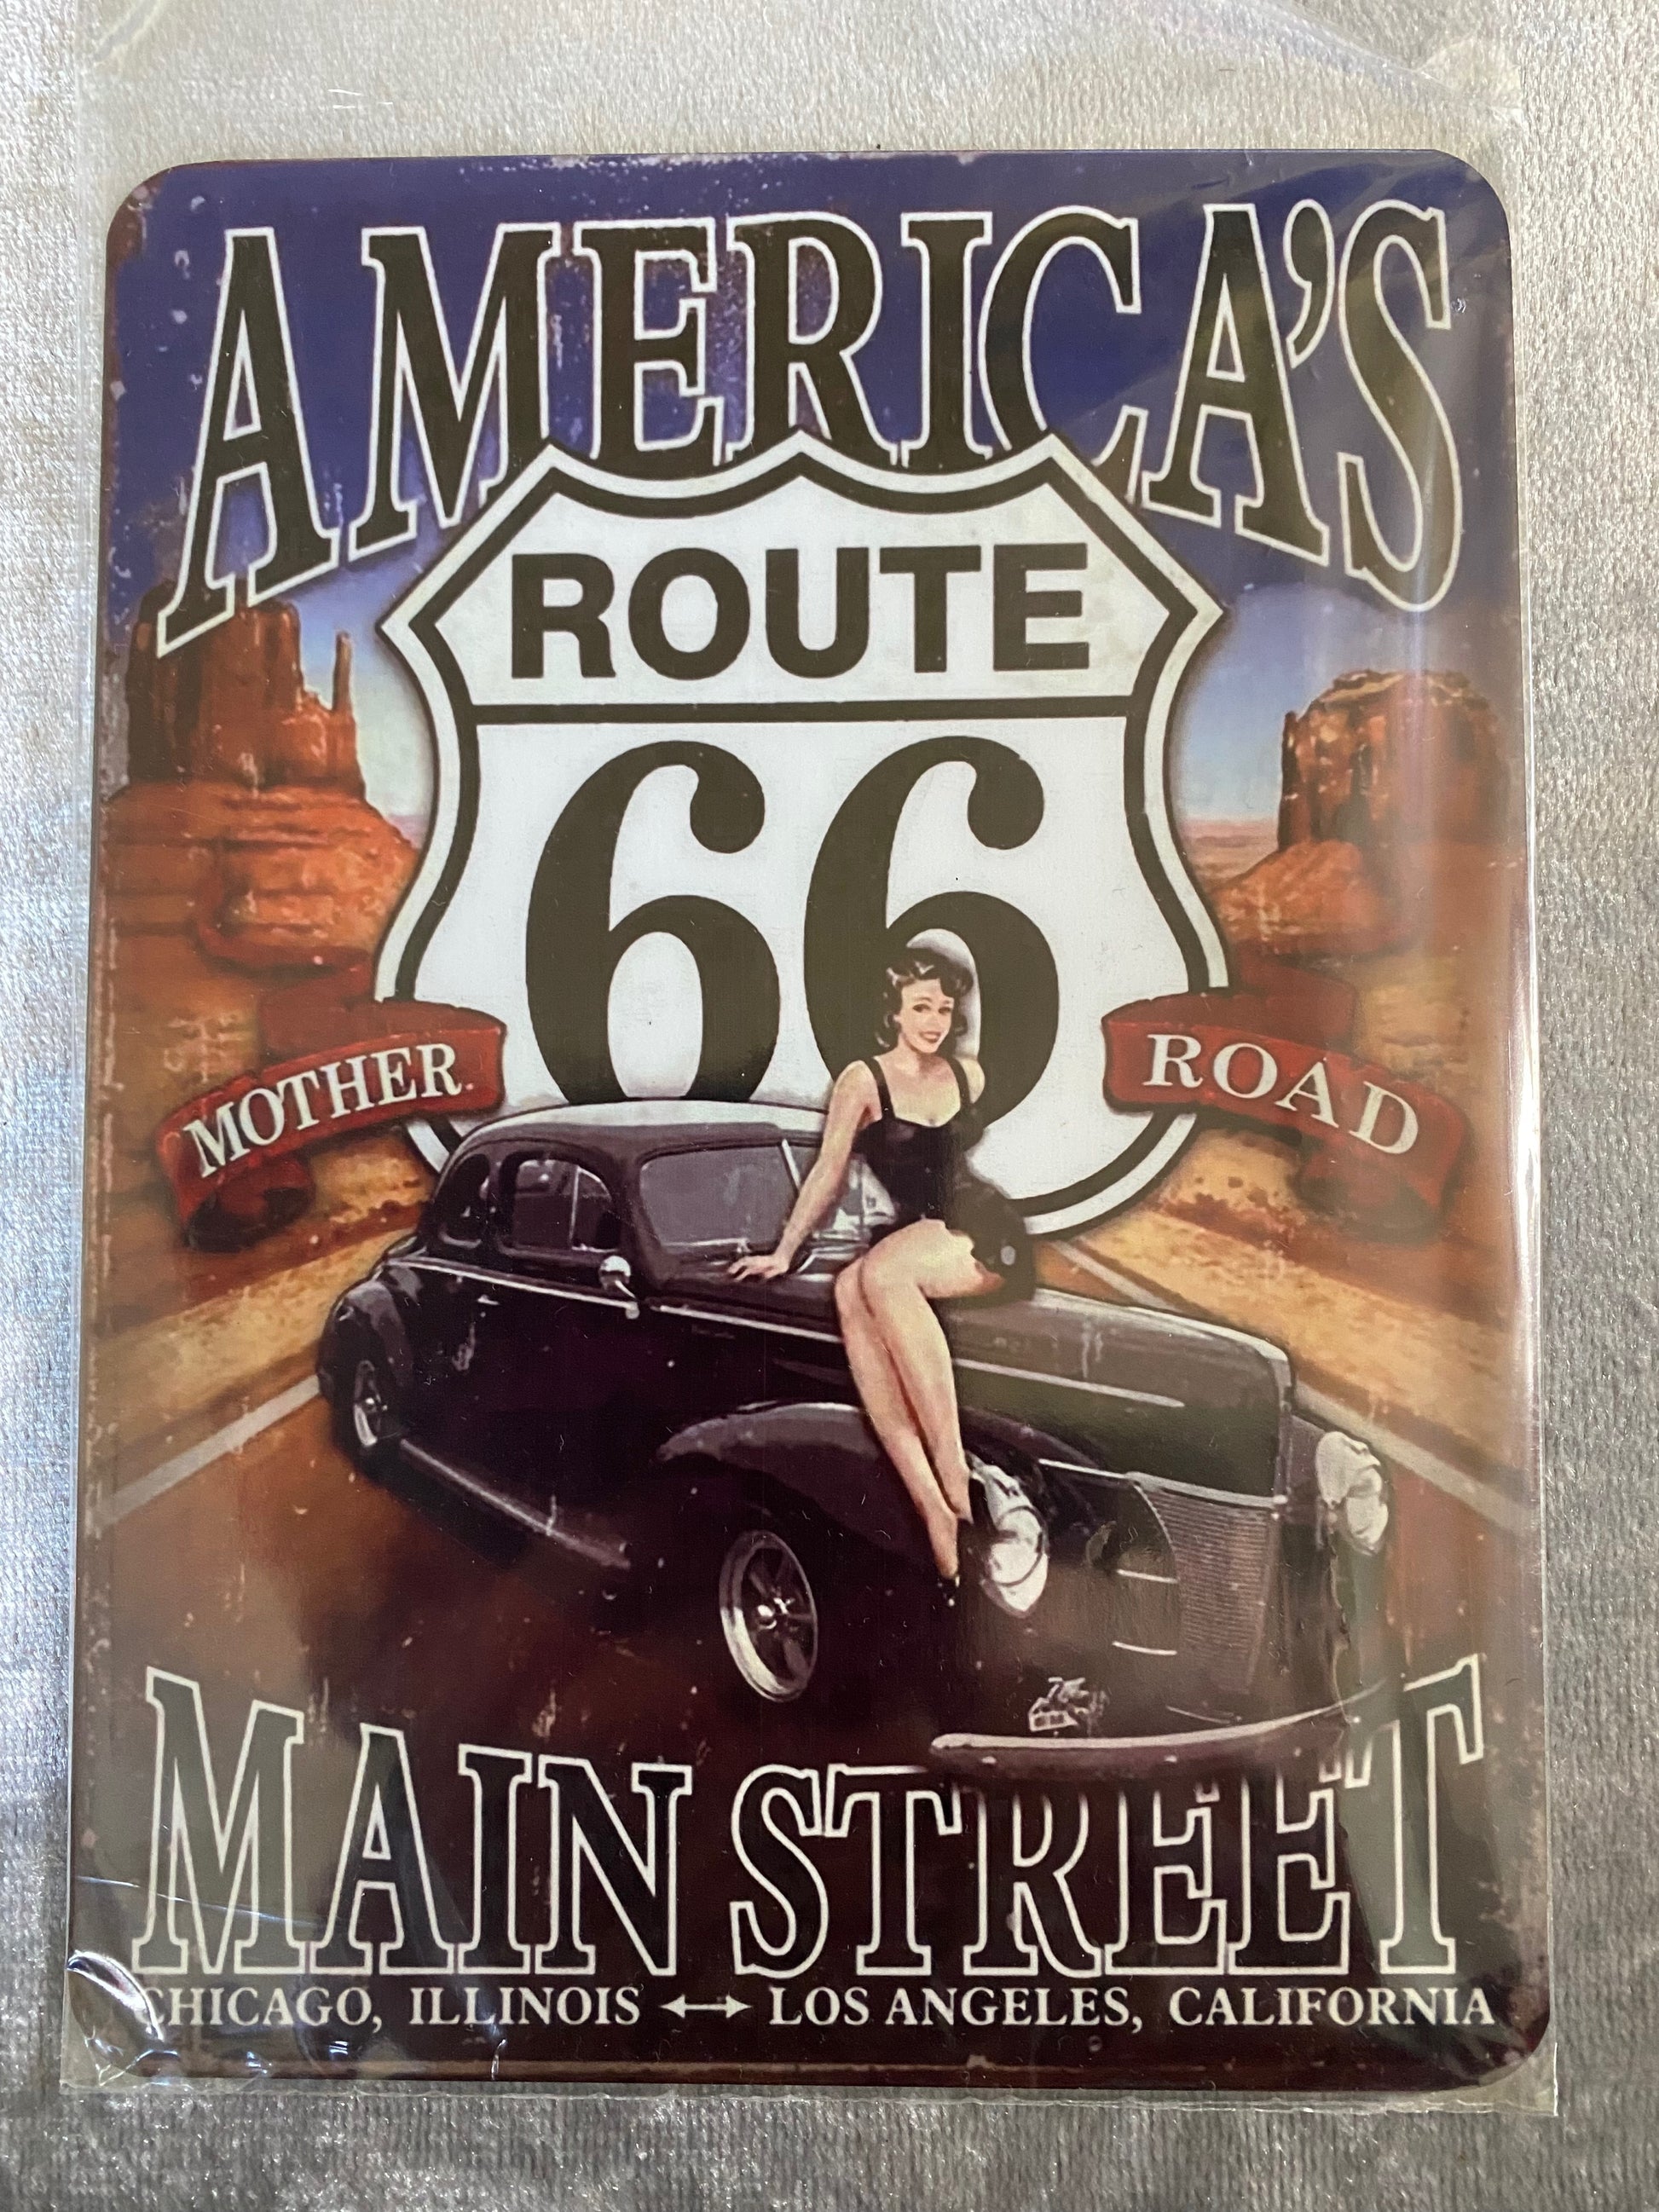 AMERICA'S
ROUTE
66
MOTHER ROAD
MAIN STREET
CHICAGO, ILLINOIS ↔ LOS ANGELES, CALIFORNIA